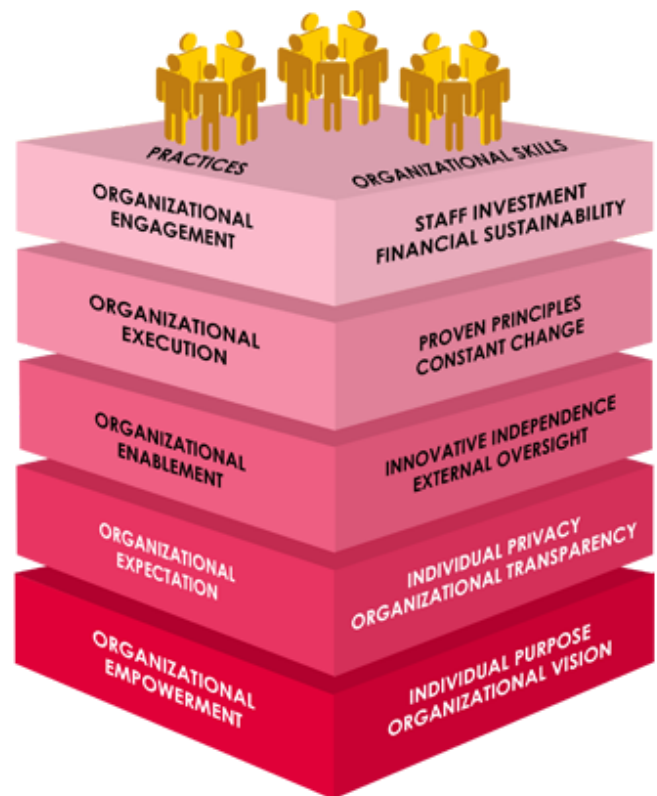 PRACTICES
ORGANIZATIONAL SKILLS
ORGANIZATIONAL
ENGAGEMENT
STAFF INVESTMENT
FINANCIAL SUSTAINABILITY
ORGANIZATIONAL
EXECUTION
PROVEN PRINCIPLES
CONSTANT CHANGE
ORGANIZATIONAL
ENABLEMENT
INNOVATIVE INDEPENDENCE
EXTERNAL OVERSIGHT
ORGANIZATIONAL
EXPECTATION
INDIVIDUAL PRIVACY
ORGANIZATIONAL TRANSPARENCY
ORGANIZATIONAL
EMPOWERMENT
INDIVIDUAL PURPOSE
ORGANIZATIONAL VISION